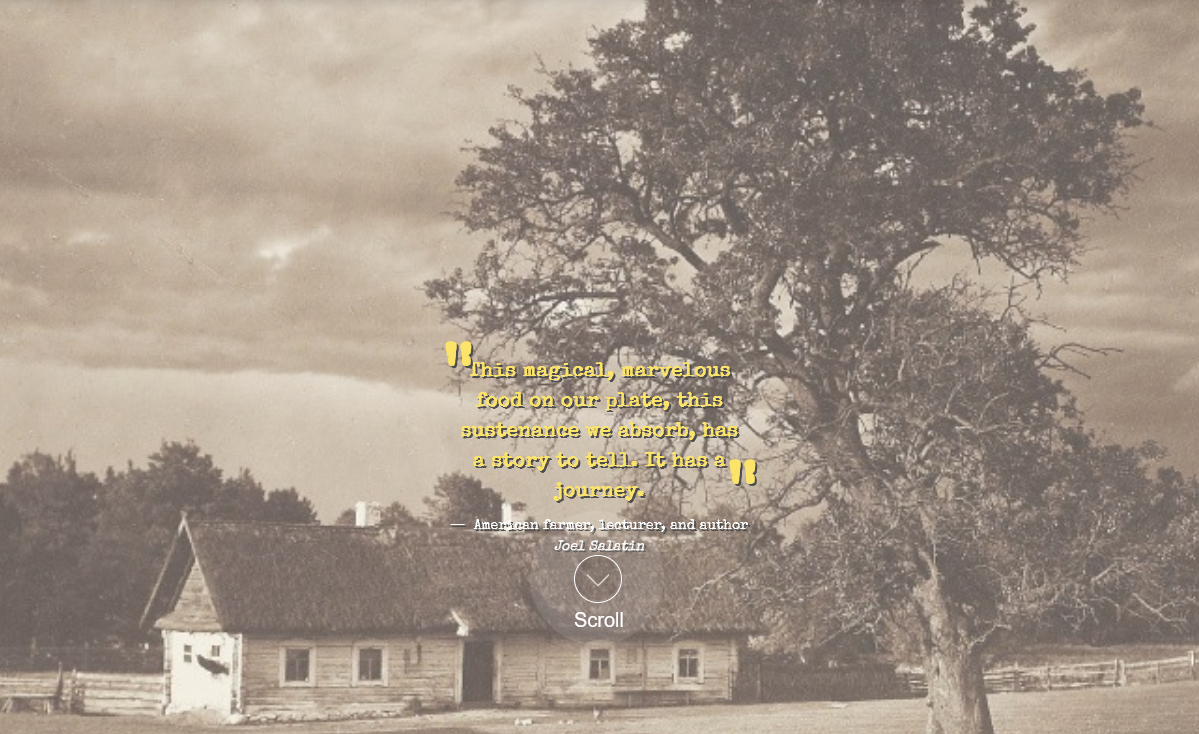 "This magical, marvelous
food on our plate, this
sustenance we absorb, has
a story to tell. It has a
journey."
— American farmer, lecturer, and author
Joel Salatin
Scroll